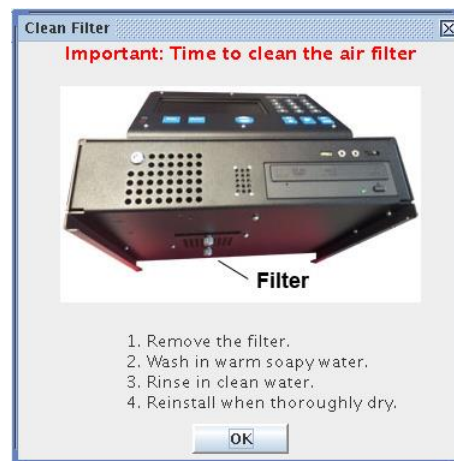 Clean Filter
Important: Time to clean the air filter
Filter
1. Remove the filter.
2. Wash in warm soapy water.
3. Rinse in clean water.
4. Reinstall when thoroughly dry.
OK